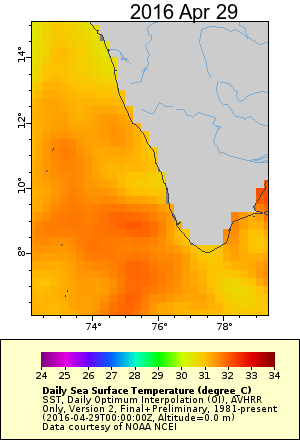 2016 Apr 29
14°
12°
10°
8°
74° 76° 78°
24 25 26 27 28 29 30 31 32 33 34
Daily Sea Surface Temperature (degree_C)
SST, Daily Optimum Interpolation (OI), AVHRR
Only, Version 2, Final+Preliminary, 1981-present
(2016-04-29T00:00:00Z, Altitude=0.0 m)
Data courtesy of NOAA NCEI